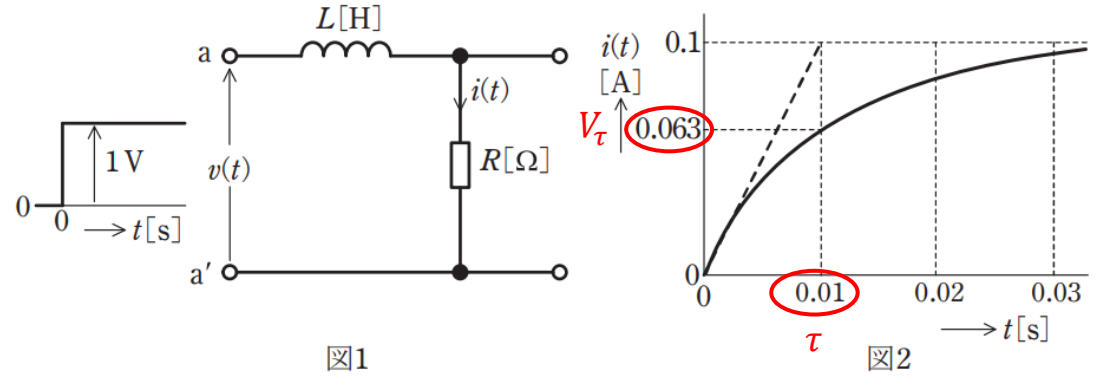 L[H]
a
i(t)
R[Ω]
v(t)
1V
0
0
t[s]
a′
図1
i(t)
[A]
0.1
V_τ
0.063
0
0
0.01
0.02
0.03
t[s]
τ
図2